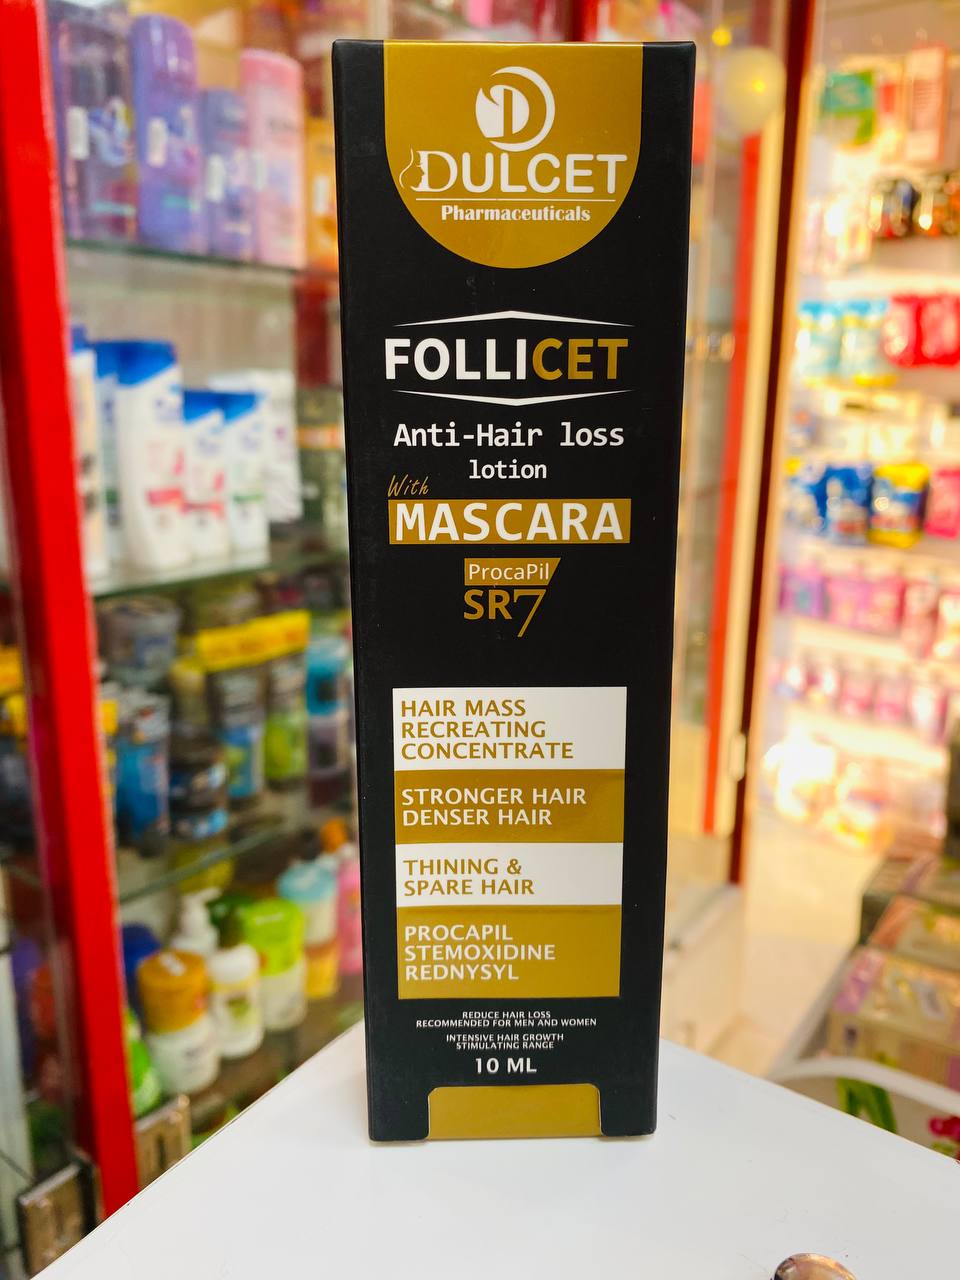 D
DULCET
Pharmaceuticals
FOLLICET
Anti-Hair loss
lotion
With
MASCARA
ProcaPil
SR7
HAIR MASS
RECREATING
CONCENTRATE
STRONGER HAIR
DENSER HAIR
THINING &
SPARE HAIR
PROCAPIL
STEMOXIDINE
REDNYSYL
REDUCE HAIR LOSS
RECOMMENDED FOR MEN AND WOMEN
INTENSIVE HAIR GROWTH
STIMULATING RANGE
10 ML